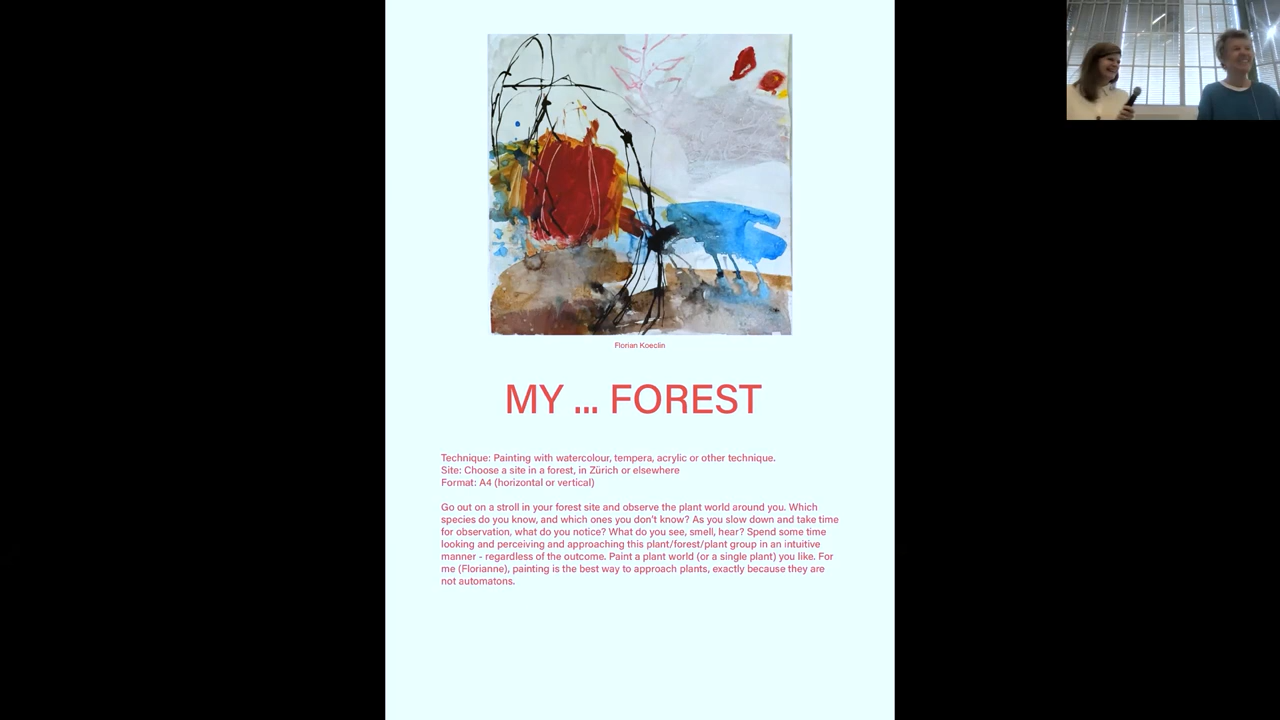 Florian Koeclin
MY ... FOREST
Technique: Painting with watercolour, tempera, acrylic or other technique.
Site: Choose a site in a forest, in Zürich or elsewhere
Format: A4 (horizontal or vertical)
Go out on a stroll in your forest site and observe the plant world around you. Which
species do you know, and which ones you don't know? As you slow down and take time
for observation, what do you notice? What do you see, smell, hear? Spend some time
looking and perceiving and approaching this plant/forest/plant group in an intuitive
manner - regardless of the outcome. Paint a plant world (or a single plant) you like. For
me (Florianne), painting is the best way to approach plants, exactly because they are
not automatons.